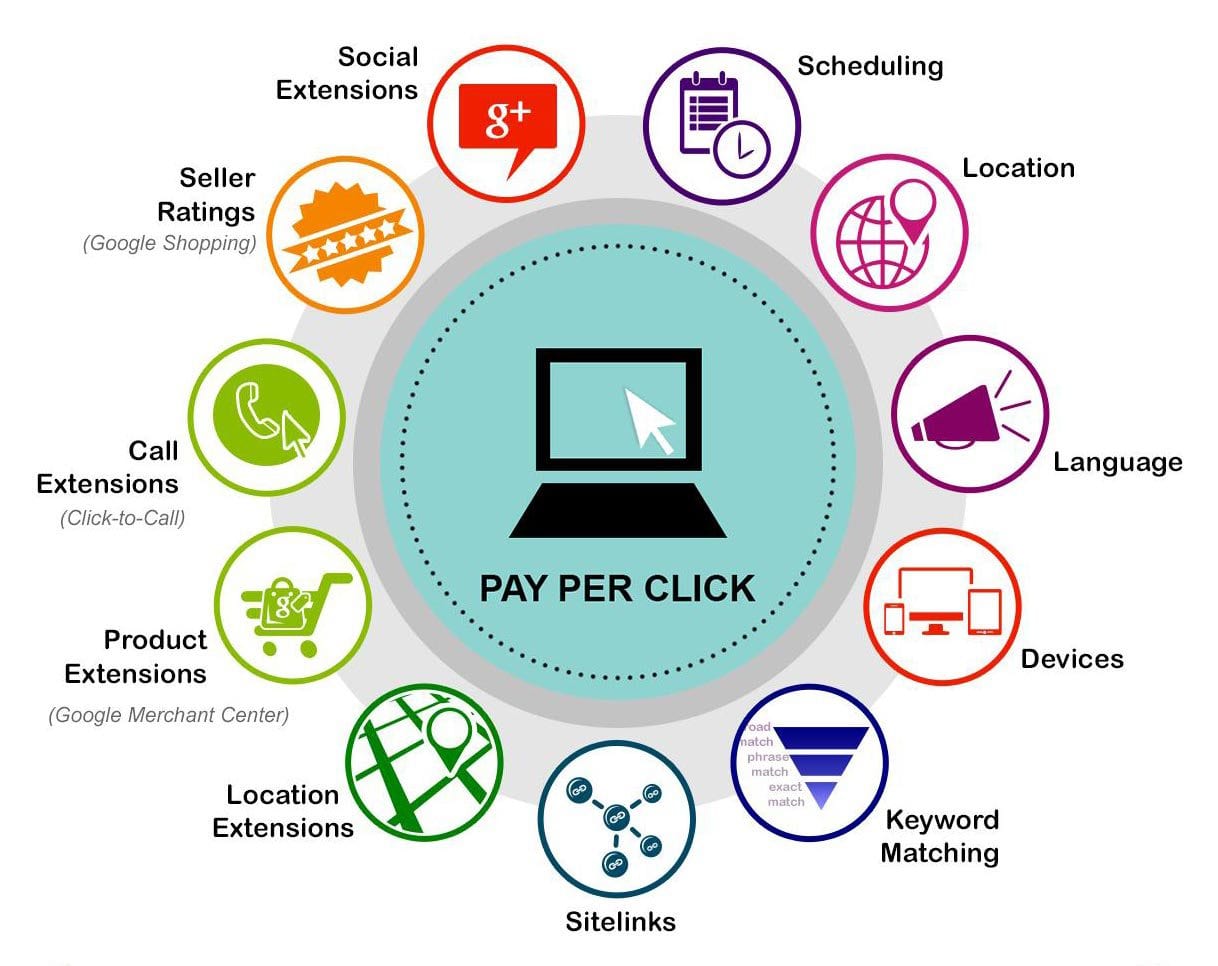 Social
Extensions
g+
Scheduling
Location
Seller
Ratings
(Google Shopping)
Call
Extensions
(Click-to-Call)
Language
PAY PER CLICK
Product
Extensions
(Google Merchant Center)
g
Devices
road
match
phrase
match
exact
match
Location
Extensions
Keyword
Matching
Sitelinks